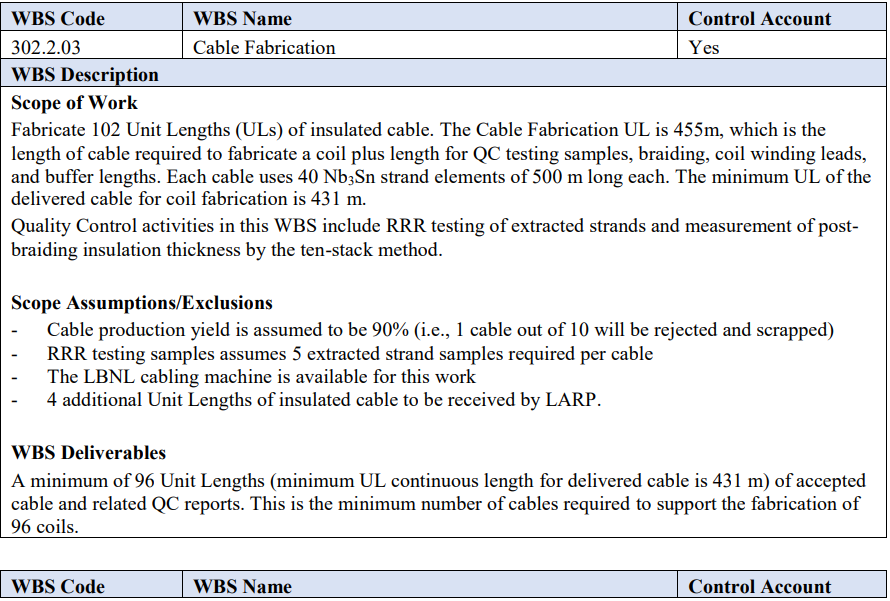 WBS Code WBS Name Control Account
302.2.03 Cable Fabrication Yes
WBS Description
Scope of Work
Fabricate 102 Unit Lengths (ULs) of insulated cable. The Cable Fabrication UL is 455m, which is the
length of cable required to fabricate a coil plus length for QC testing samples, braiding, coil winding leads,
and buffer lengths. Each cable uses 40 Nb₃Sn strand elements of 500 m long each. The minimum UL of the
delivered cable for coil fabrication is 431 m.
Quality Control activities in this WBS include RRR testing of extracted strands and measurement of post-
braiding insulation thickness by the ten-stack method.
Scope Assumptions/Exclusions
- Cable production yield is assumed to be 90% (i.e., 1 cable out of 10 will be rejected and scrapped)
- RRR testing samples assumes 5 extracted strand samples required per cable
- The LBNL cabling machine is available for this work
- 4 additional Unit Lengths of insulated cable to be received by LARP.
WBS Deliverables
A minimum of 96 Unit Lengths (minimum UL continuous length for delivered cable is 431 m) of accepted
cable and related QC reports. This is the minimum number of cables required to support the fabrication of
96 coils.
WBS Code WBS Name Control Account